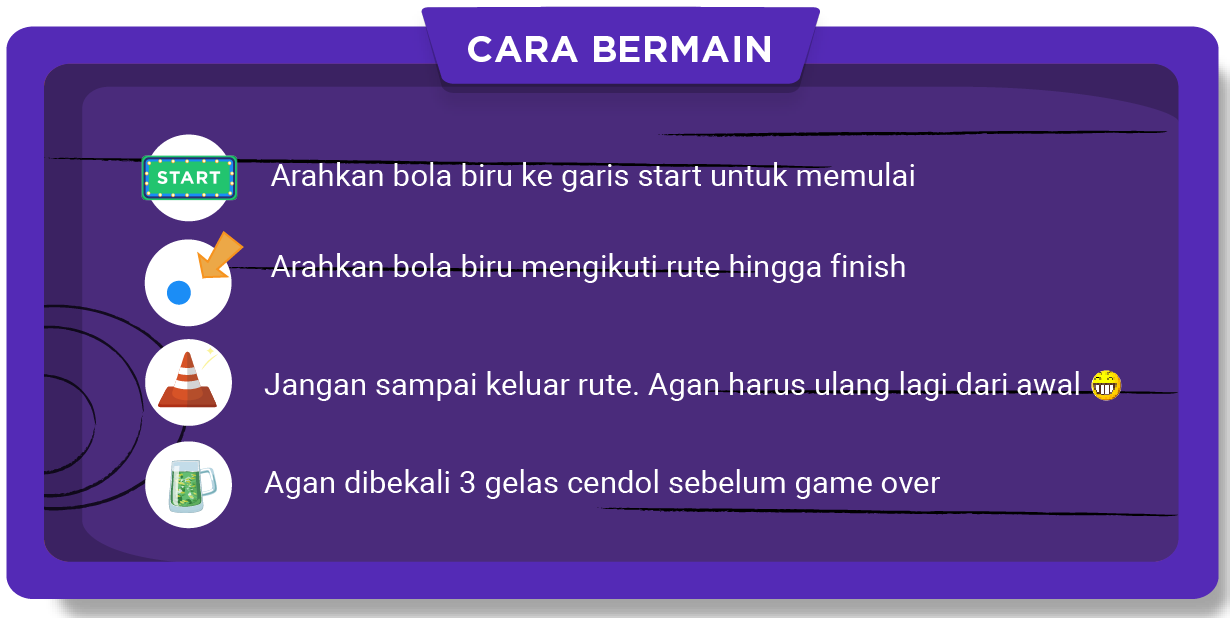 CARA BERMAIN
START
Arahkan bola biru ke garis start untuk memulai
Arahkan bola biru mengikuti rute hingga finish
Jangan sampai keluar rute. Agan harus ulang lagi dari awal 😁
Agan dibekali 3 gelas cendol sebelum game over